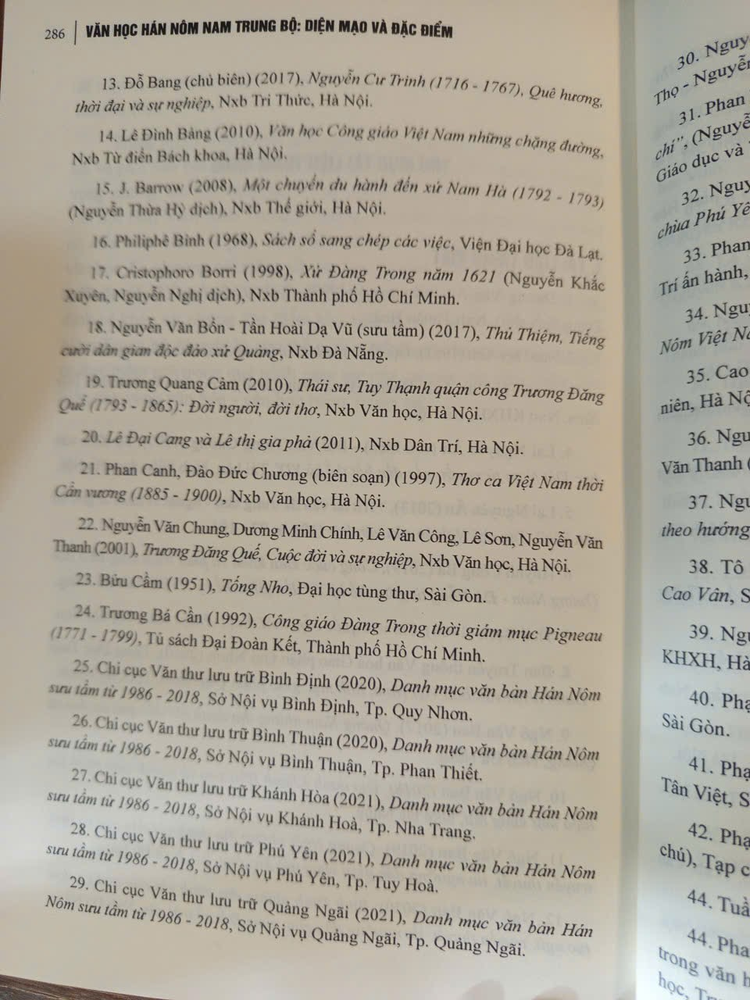 286 | VĂN HỌC HÁN NÔM NAM TRUNG BỘ: DIỆN MẠO VÀ ĐẶC ĐIỂM
13. Đỗ Bang (chủ biên) (2017), Nguyễn Cư Trinh (1716 - 1767), Quê hương,
thời đại và sự nghiệp, Nxb Tri Thức, Hà Nội.
14. Lê Đình Bảng (2010), Văn học Công giáo Việt Nam những chặng đường,
Nxb Từ điển Bách khoa, Hà Nội.
15. J. Barrow (2008), Một chuyến du hành đến xứ Nam Hà (1792 - 1793)
(Nguyễn Thừa Hỷ dịch), Nxb Thế giới, Hà Nội.
16. Philiphê Bỉnh (1968), Sách sổ sang chép các việc, Viện Đại học Đà Lạt.
17. Cristophoro Borri (1998), Xứ Đàng Trong năm 1621 (Nguyễn Khắc
Xuyên, Nguyễn Nghị dịch), Nxb Thành phố Hồ Chí Minh.
18. Nguyễn Văn Bổn - Tần Hoài Dạ Vũ (sưu tầm) (2017), Thủ Thiệm, Tiếng
cười dân gian độc đáo xứ Quảng, Nxb Đà Nẵng.
19. Trương Quang Cảm (2010), Thái sư, Tuy Thạnh quận công Trương Đăng
Quế (1793 - 1865): Đời người, đời thơ, Nxb Văn học, Hà Nội.
20. Lê Đại Cang và Lê thị gia phả (2011), Nxb Dân Trí, Hà Nội.
21. Phan Canh, Đào Đức Chương (biên soạn) (1997), Thơ ca Việt Nam thời
Cần vương (1885 - 1900), Nxb Văn học, Hà Nội.
22. Nguyễn Văn Chung, Dương Minh Chính, Lê Văn Công, Lê Sơn, Nguyễn Văn
Thanh (2001), Trương Đăng Quế, Cuộc đời và sự nghiệp, Nxb Văn học, Hà Nội.
23. Bửu Cầm (1951), Tống Nho, Đại học tùng thư, Sài Gòn.
24. Trương Bá Cần (1992), Công giáo Đàng Trong thời giám mục Pigneau
(1771 - 1799), Tủ sách Đại Đoàn Kết, Thành phố Hồ Chí Minh.
25. Chi cục Văn thư lưu trữ Bình Định (2020), Danh mục văn bản Hán Nôm
sưu tầm từ 1986 - 2018, Sở Nội vụ Bình Định, Tp. Quy Nhơn.
26. Chi cục Văn thư lưu trữ Bình Thuận (2020), Danh mục văn bản Hán Nôm
sưu tầm từ 1986 - 2018, Sở Nội vụ Bình Thuận, Tp. Phan Thiết.
27. Chi cục Văn thư lưu trữ Khánh Hòa (2021), Danh mục văn bản Hán Nôm
sưu tầm từ 1986 - 2018, Sở Nội vụ Khánh Hoà, Tp. Nha Trang.
28. Chi cục Văn thư lưu trữ Phú Yên (2021), Danh mục văn bản Hán Nôm
sưu tầm từ 1986 - 2018, Sở Nội vụ Phú Yên, Tp. Tuy Hoà.
29. Chi cục Văn thư lưu trữ Quảng Ngãi (2021), Danh mục văn bản Hán
Nôm sưu tầm từ 1986 - 2018, Sở Nội vụ Quảng Ngãi, Tp. Quảng Ngãi.
30.
Thọ - Nguyễn
31. Phan
chí", (Nguyễ
Giáo dục và
32. Nguy
chùa Phú Yê
33. Phan
Trí ấn hành,
34.
Nôm Việt Na
35. Cao
niên, Hà Nộ
36. Ngu
Văn Thanh (
37. Ngu
theo hướng
38. Tô
Cao Vân, S
39. Ng
KHXH, Hà
40. Phạ
Sài Gòn.
41. Phạ
Tân Việt, S
42. Phạ
chú), Tạp c
44. Tuầ
44. Pha
trong văn h
học,